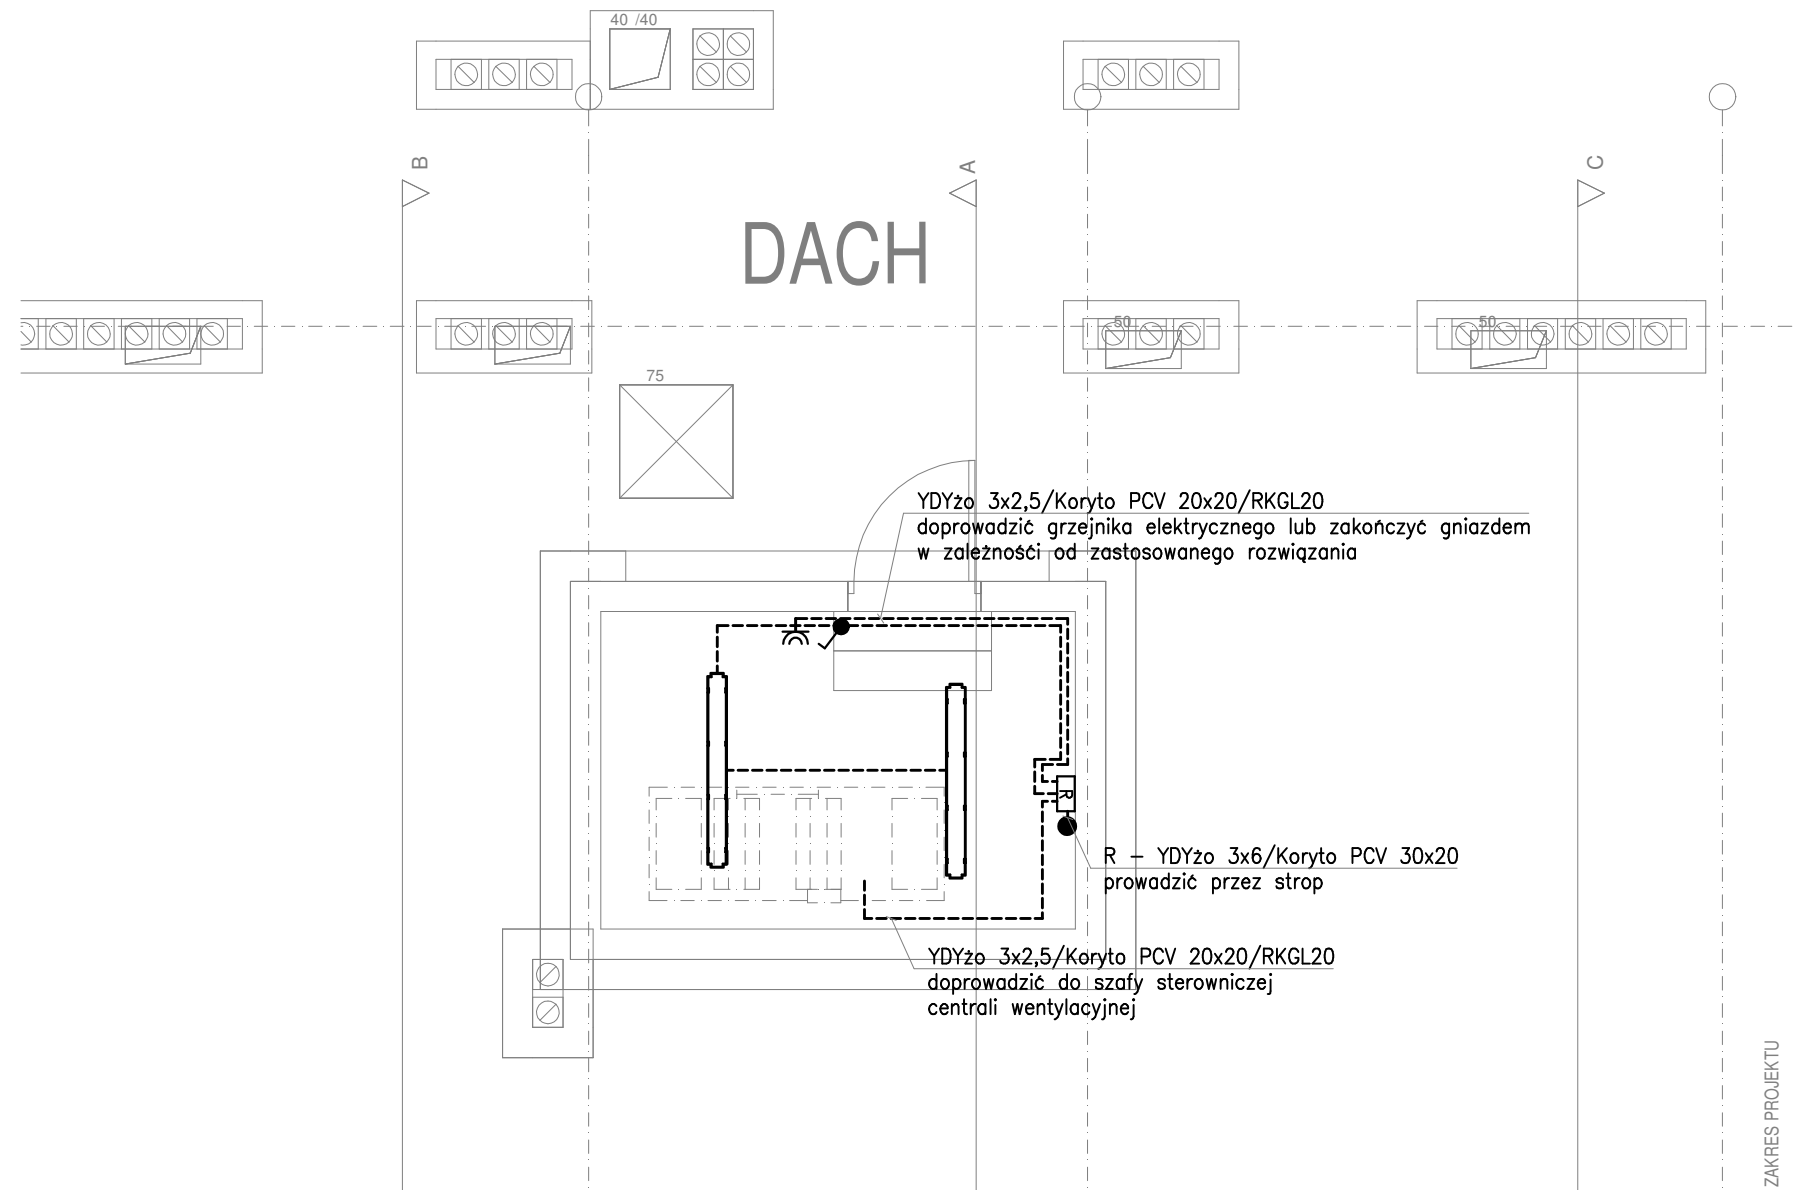 40 /40
B
A
C
DACH
50
50
75
YDYżo 3x2,5/Koryto PCV 20x20/RKGL20
doprowadzić grzejnika elektrycznego lub zakończyć gniazdem
w zależnośći od zastosowanego rozwiązania
R
R – YDYżo 3x6/Koryto PCV 30x20
prowadzić przez strop
YDYżo 3x2,5/Koryto PCV 20x20/RKGL20
doprowadzić do szafy sterowniczej
centrali wentylacyjnej
ZAKRES PROJEKTU